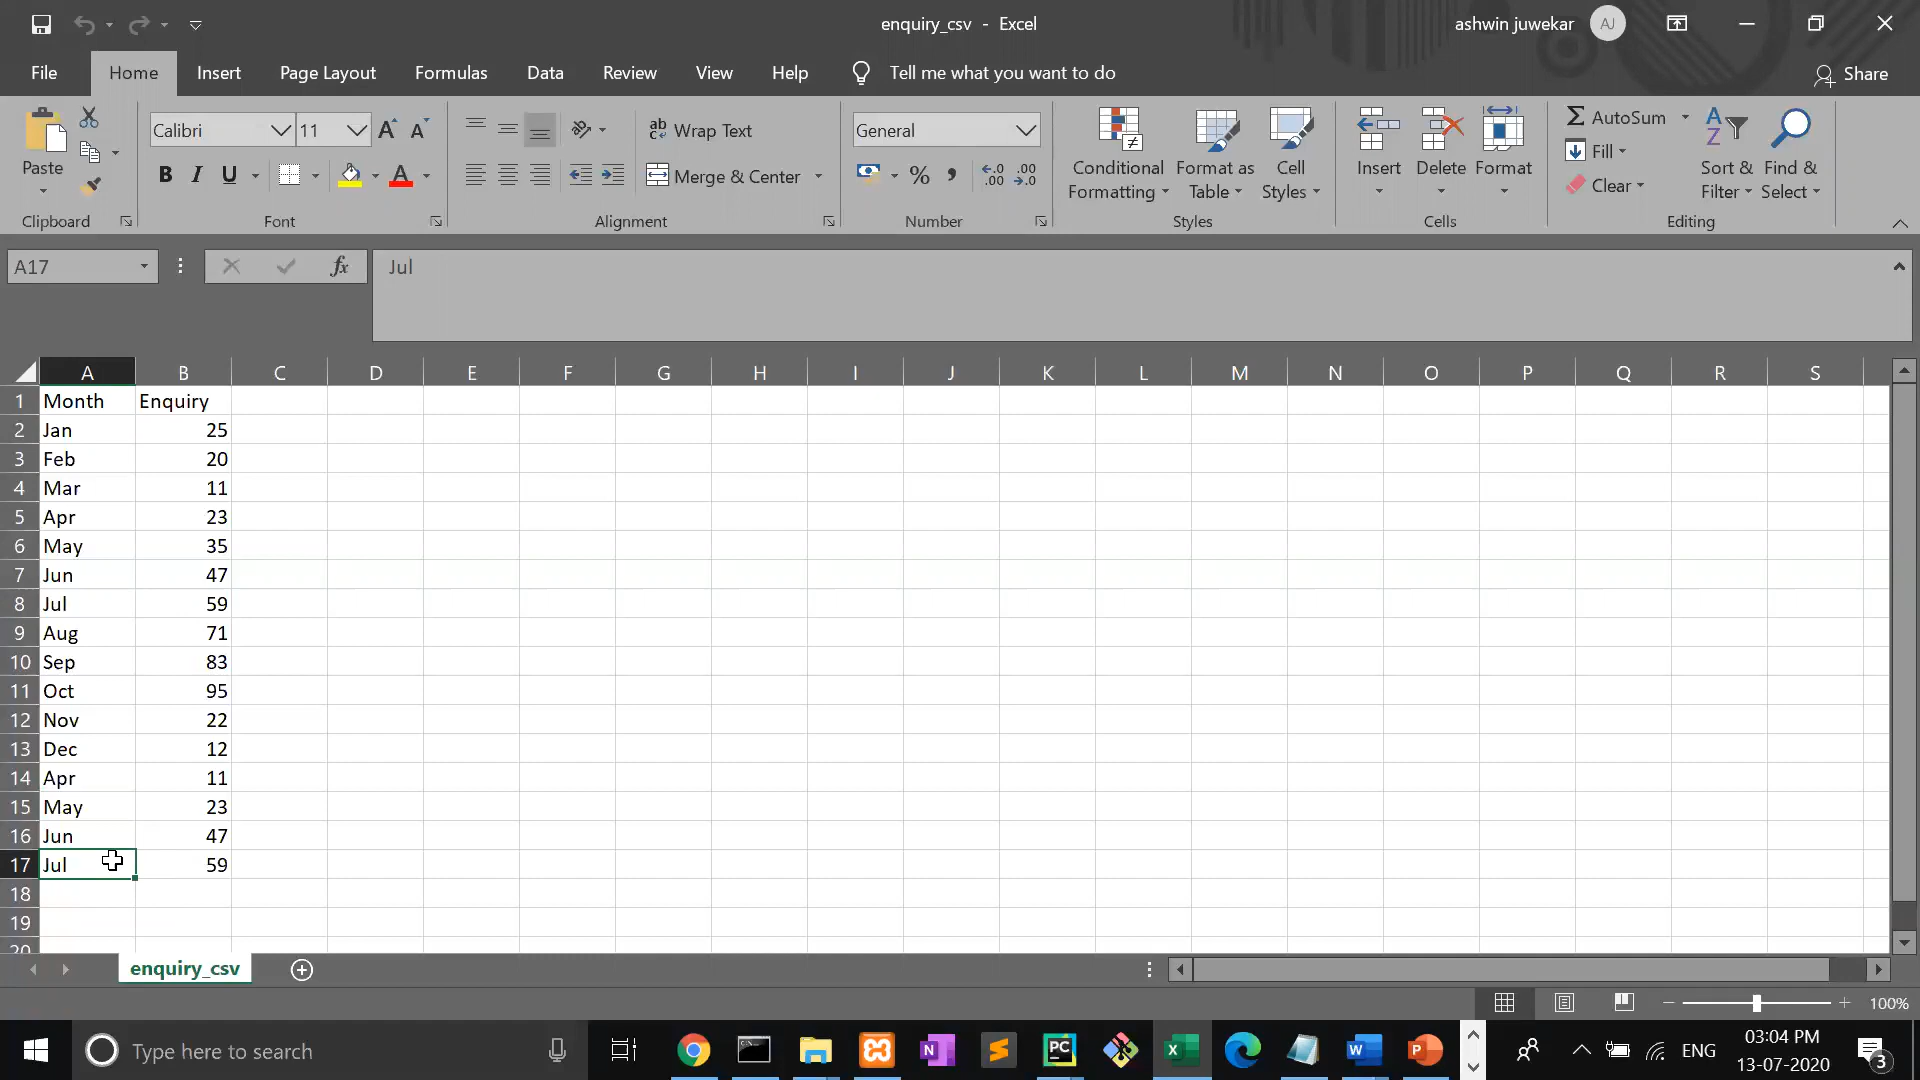 enquiry_csv - Excel
ashwin juwekar AJ
File Home Insert Page Layout Formulas Data Review View Help Tell me what you want to do Share
Paste
Clipboard
Calibri 11
B I U
Font
Wrap Text
Merge & Center
Alignment
General
Number
Conditional Formatting
Format as Table
Cell Styles
Styles
Insert Delete Format
Cells
AutoSum
Fill
Clear
Sort & Filter
Find & Select
Editing
A17 fx Jul
A B C D E F G H I J K L M N O P Q R S
1 Month Enquiry
2 Jan 25
3 Feb 20
4 Mar 11
5 Apr 23
6 May 35
7 Jun 47
8 Jul 59
9 Aug 71
10 Sep 83
11 Oct 95
12 Nov 22
13 Dec 12
14 Apr 11
15 May 23
16 Jun 47
17 Jul 59
18
19
20
enquiry_csv
100%
Type here to search
ENG
03:04 PM
13-07-2020
3